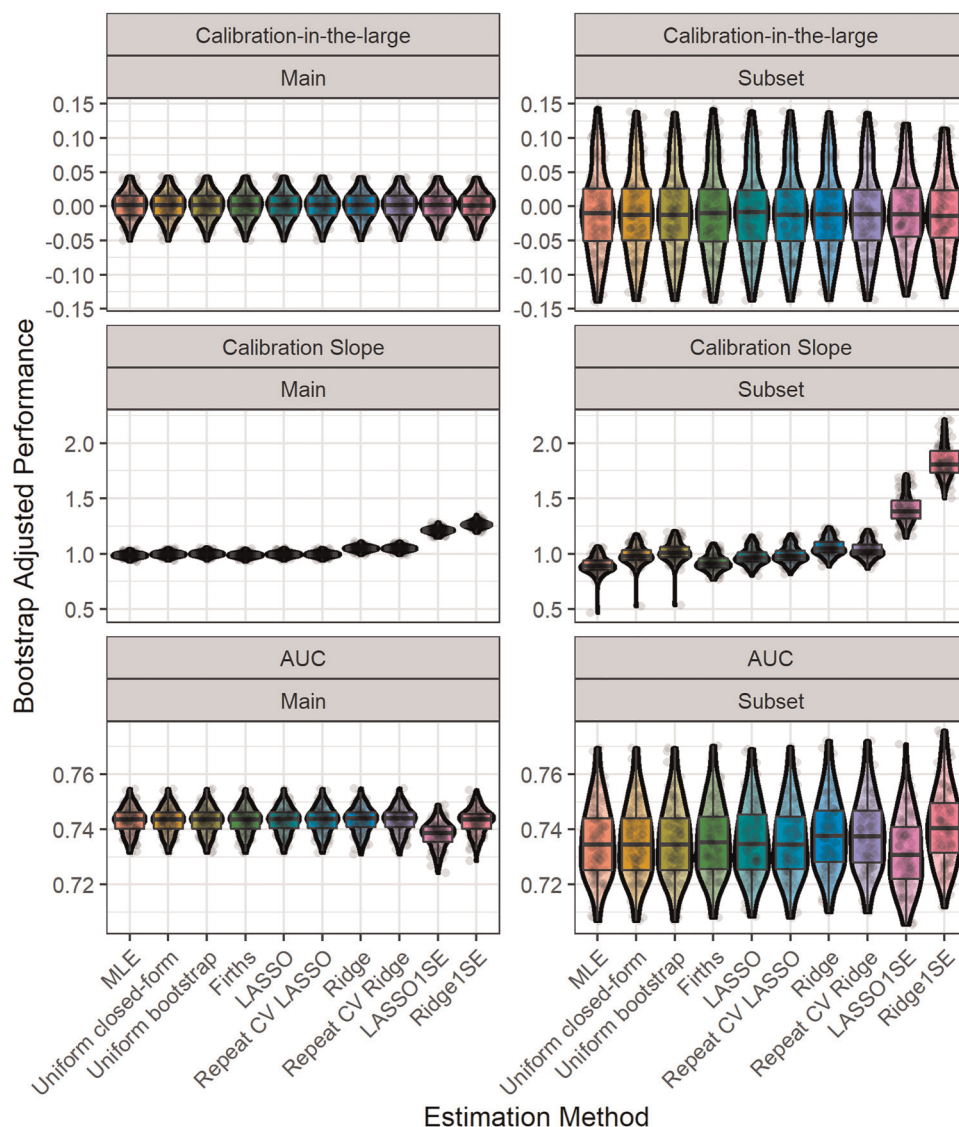 Calibration-in-the-large
Main
0.15
0.10
0.05
0.00
-0.05
-0.10
-0.15
Calibration-in-the-large
Subset
0.15
0.10
0.05
0.00
-0.05
-0.10
-0.15
Bootstrap Adjusted Performance
Calibration Slope
Main
2.0
1.5
1.0
0.5
Calibration Slope
Subset
2.0
1.5
1.0
0.5
AUC
Main
0.76
0.74
0.72
AUC
Subset
0.76
0.74
0.72
MLE
Uniform closed-form
Uniform bootstrap
Firths
LASSO
Repeat CV LASSO
Ridge
Repeat CV Ridge
LASSO1SE
Ridge1SE
MLE
Uniform closed-form
Uniform bootstrap
Firths
LASSO
Repeat CV LASSO
Ridge
Repeat CV Ridge
LASSO1SE
Ridge1SE
Estimation Method